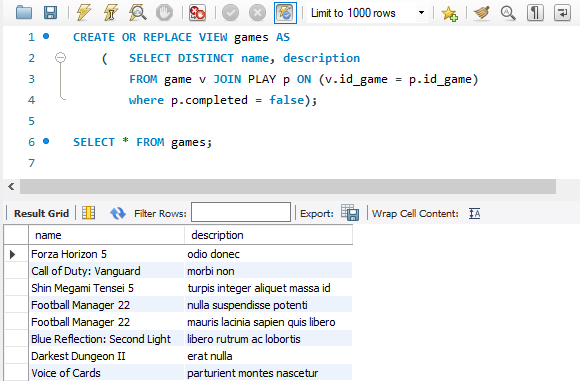 Limit to 1000 rows
1 CREATE OR REPLACE VIEW games AS
2 ( SELECT DISTINCT name, description
3 FROM game v JOIN PLAY p ON (v.id_game = p.id_game)
4 where p.completed = false);
5
6 SELECT * FROM games;
7
Result Grid Filter Rows: Export: Wrap Cell Content:
name description
Forza Horizon 5 odio donec
Call of Duty: Vanguard morbi non
Shin Megami Tensei 5 turpis integer aliquet massa id
Football Manager 22 nulla suspendisse potenti
Football Manager 22 mauris lacinia sapien quis libero
Blue Reflection: Second Light libero rutrum ac lobortis
Darkest Dungeon II erat nulla
Voice of Cards parturient montes nascetur